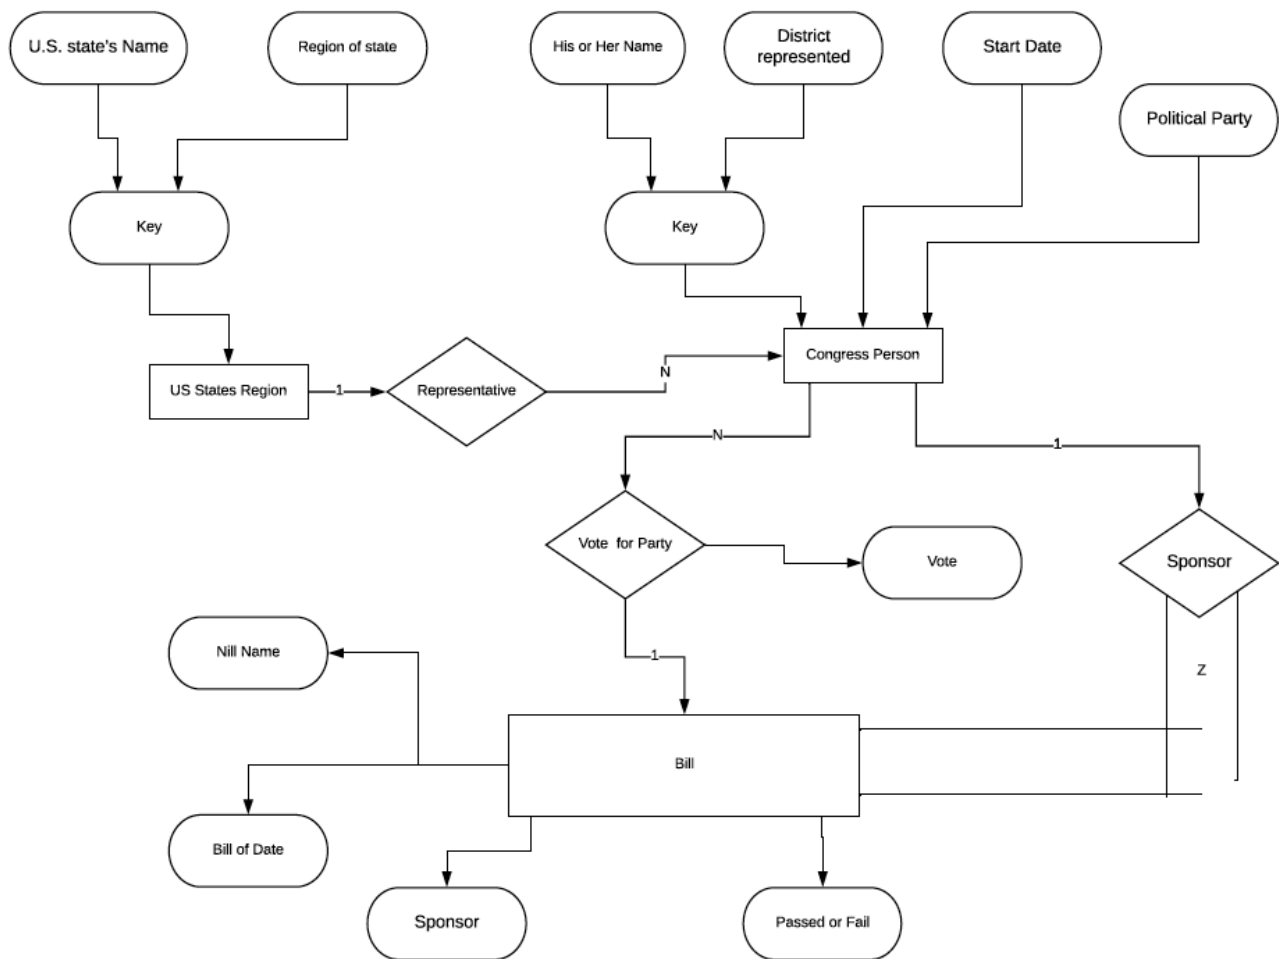 U.S. state's Name
Region of state
His or Her Name
District
represented
Start Date
Political Party
Key
Key
Congress Person
US States Region
1
Representative
N
N
1
Vote for Party
Vote
Sponsor
Nill Name
1
Z
Bill
Bill of Date
Sponsor
Passed or Fail